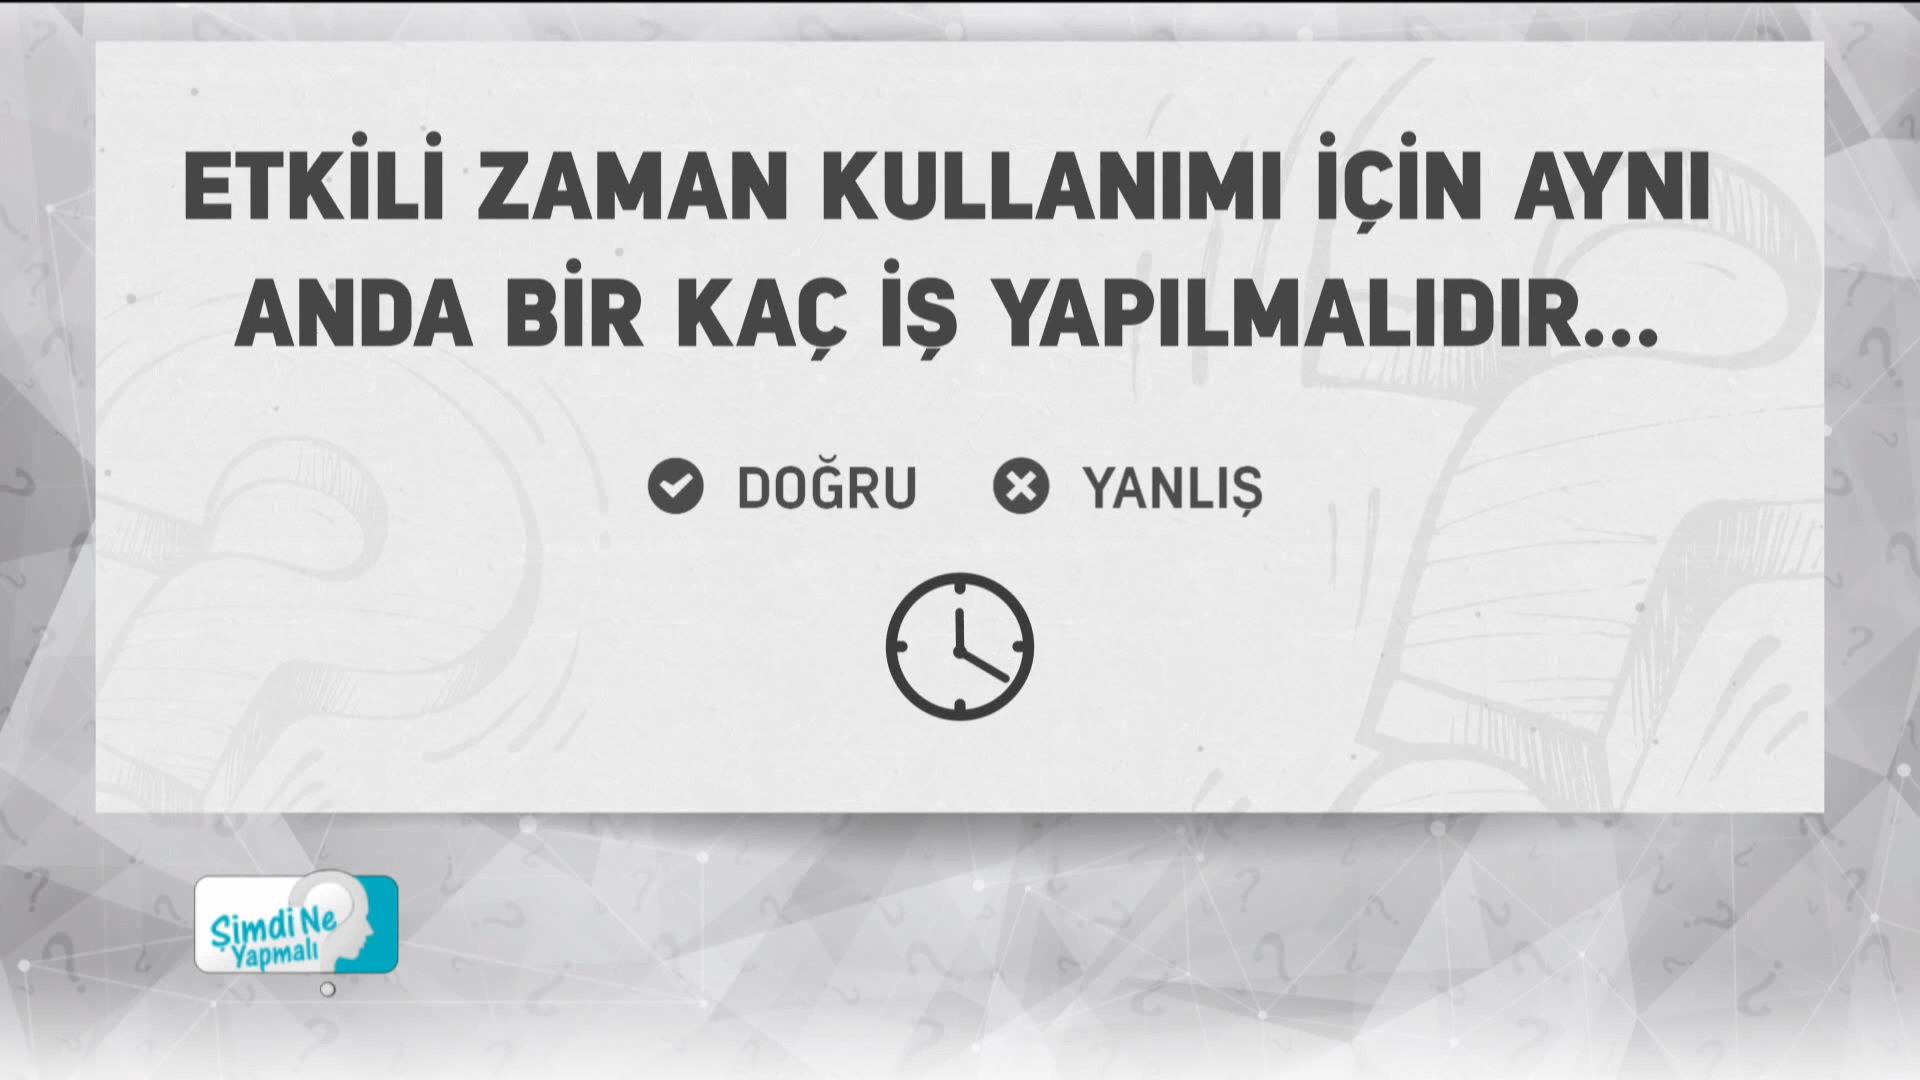 ETKİLİ ZAMAN KULLANIMI İÇİN AYNI
ANDA BİR KAÇ İŞ YAPILMALIDIR...
DOĞRU YANLIŞ
Şimdi Ne
Yapmalı